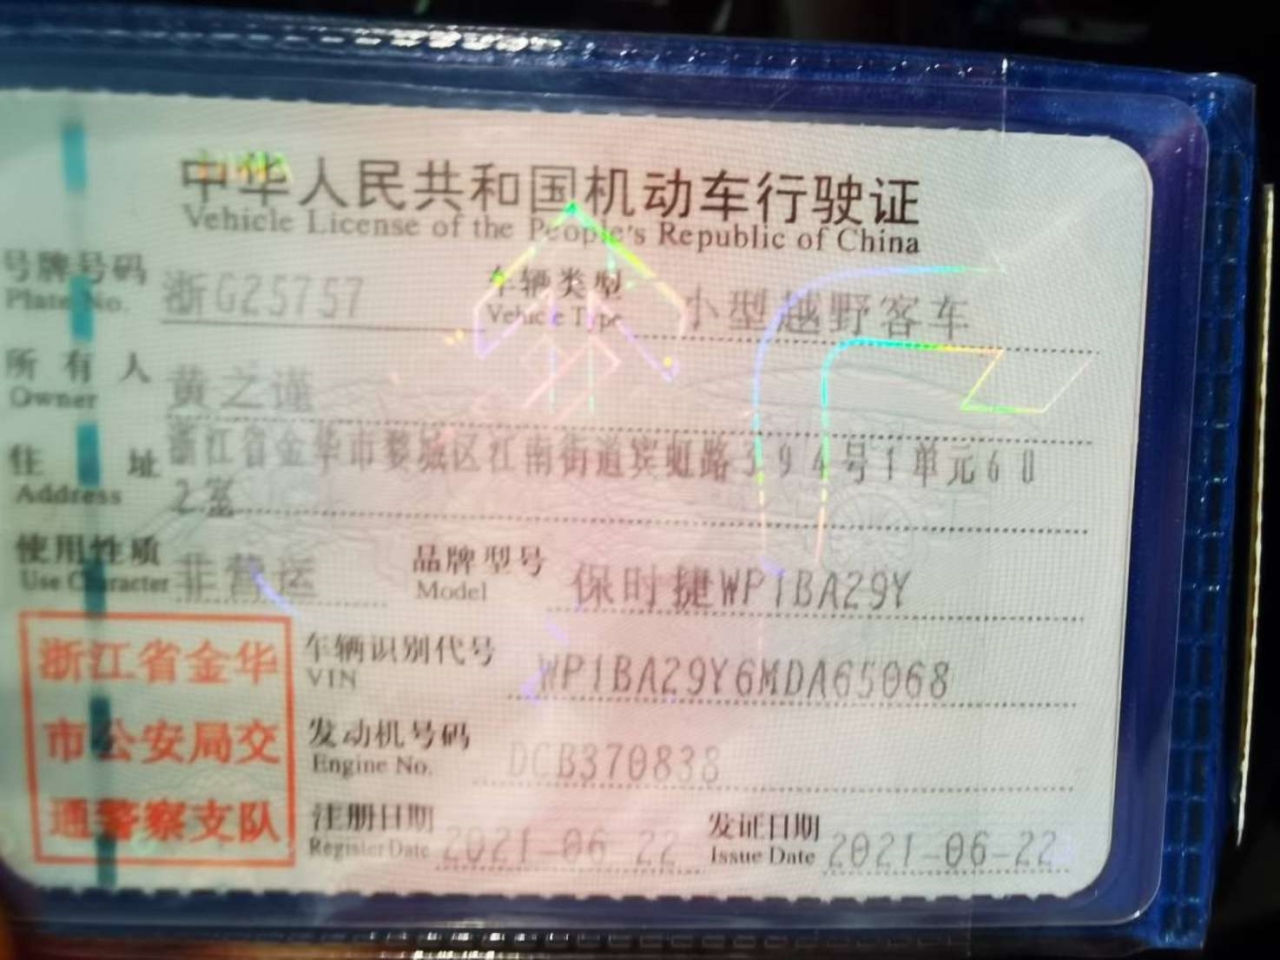 中华人民共和国机动车行驶证
Vehicle License of the People's Republic of China
号牌号码 浙G25757 车辆类型 小型越野客车
Plate No. Vehicle Type
所有人 黄之谨
Owner
住址 浙江省金华市婺城区江南街道宾虹路394号1单元60
Address 2室
使用性质 非营运 品牌型号 保时捷WP1BA29Y
Use Character Model
浙江省金华
市公安局交
通警察支队
车辆识别代号 WP1BA29Y6MDA65068
VIN
发动机号码 DCB370838
Engine No.
注册日期 2021-06-22 发证日期 2021-06-22
Register Date Issue Date